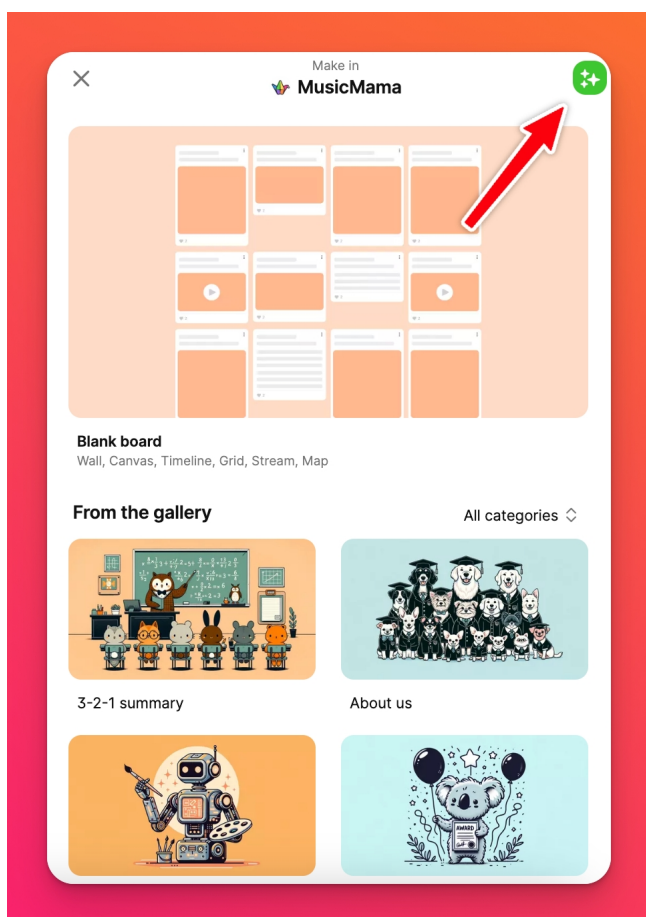 Make in
MusicMama
Blank board
Wall, Canvas, Timeline, Grid, Stream, Map
From the gallery
All categories
3-2-1 summary
About us
AWARD